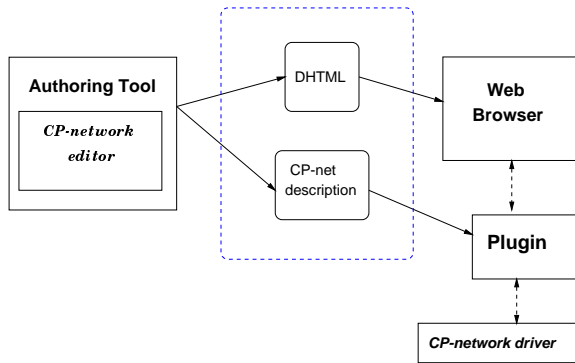 Authoring Tool
CP-network
editor
DHTML
CP-net
description
Web
Browser
Plugin
CP-network driver